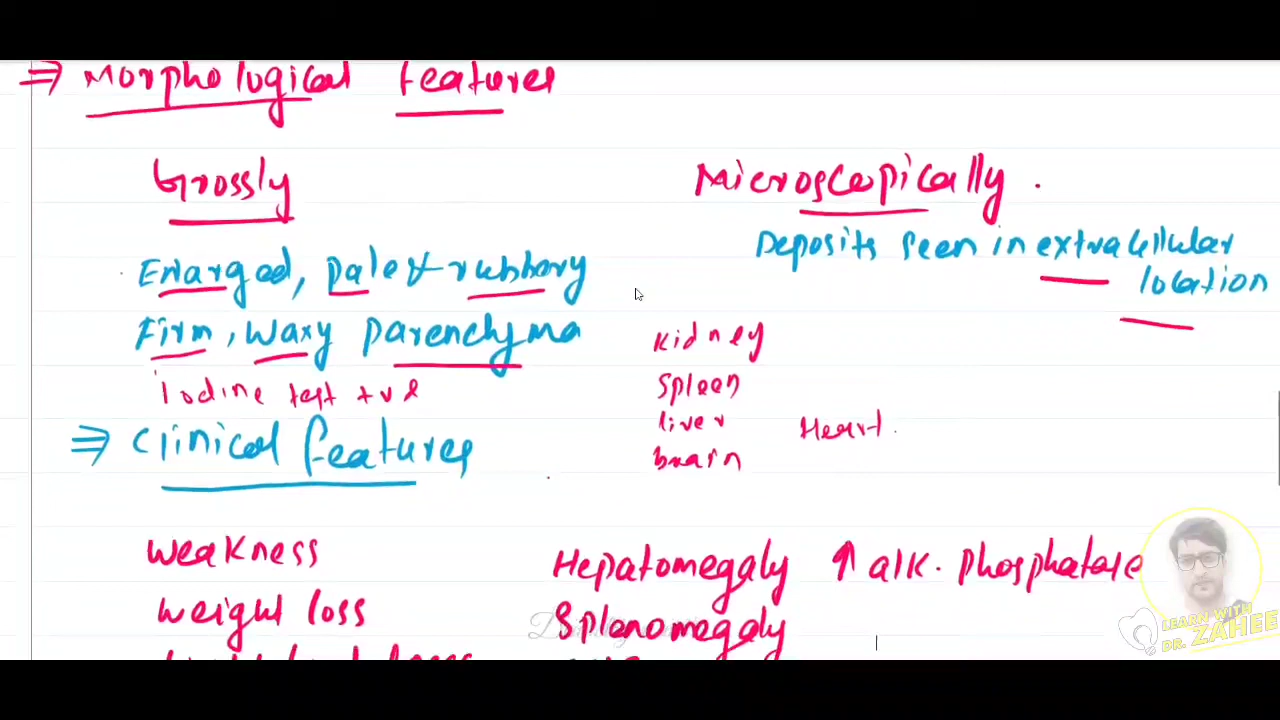 ⇒ Morphological features
Grossly
Enlarged, pale & rubbery
Firm, waxy parenchyma
Iodine test +ve
Microscopically.
Deposits seen in extracellular
location
Kidney
Spleen
liver
brain
Heart.
⇒ Clinical features
Weakness
Weight loss
Hepatomegaly ↑ alk. phosphatase
Splenomegaly
LEARN WITH
DR. ZAHEE